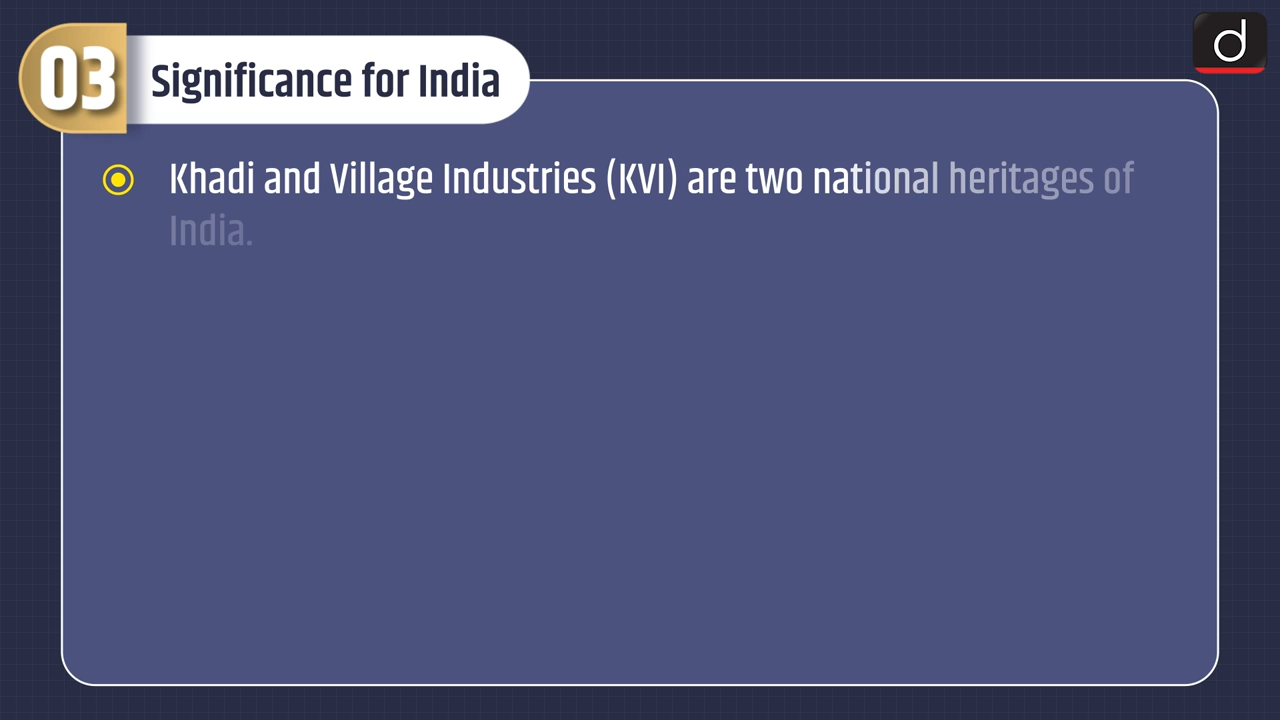 03
Significance for India
d
Khadi and Village Industries (KVI) are two national heritages of
India.